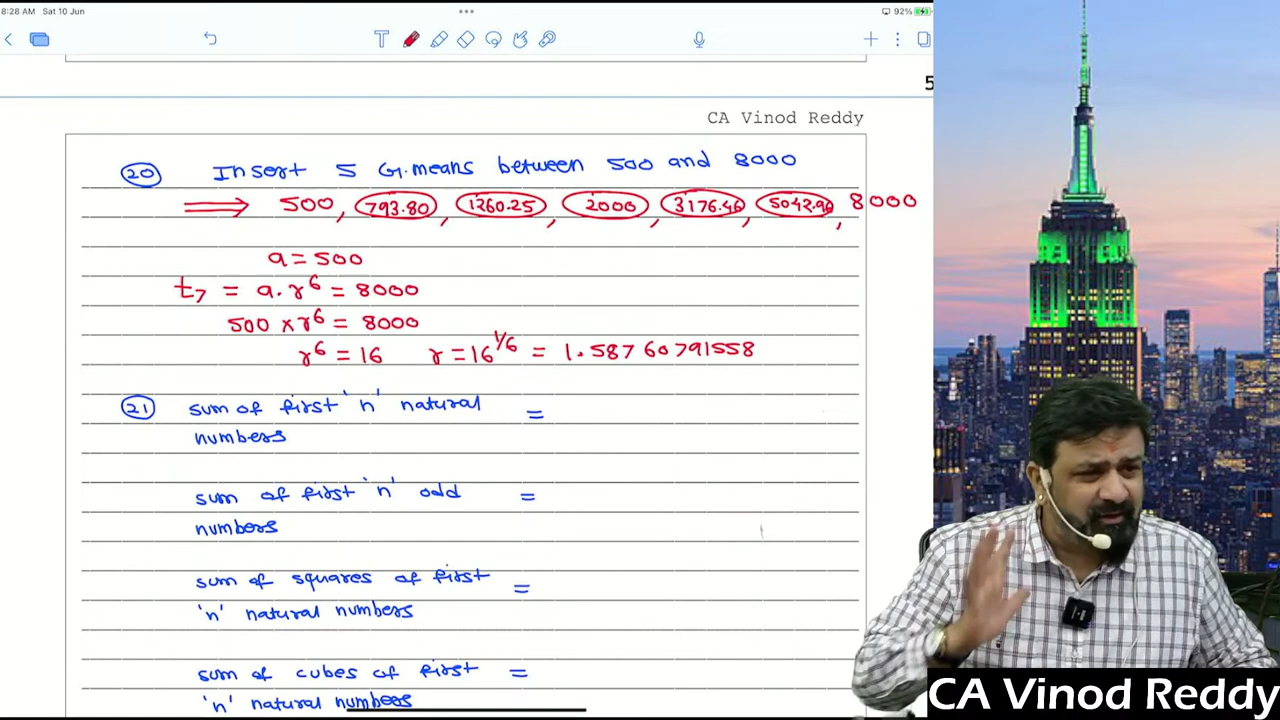 8:28 AM Sat 10 Jun
92%
5
CA Vinod Reddy
20 Insert 5 G.means between 500 and 8000
⟹ 500, 793.80, 1260.25, 2000, 3176.46, 5042.96, 8000
a = 500
t₇ = a.r⁶ = 8000
500 × r⁶ = 8000
r⁶ = 16 r = 16^1/6 = 1.58760791558
21 sum of first 'n' natural =
numbers
sum of first 'n' odd =
numbers
sum of squares of first =
'n' natural numbers
sum of cubes of first =
'n' natural numbers
CA Vinod Reddy